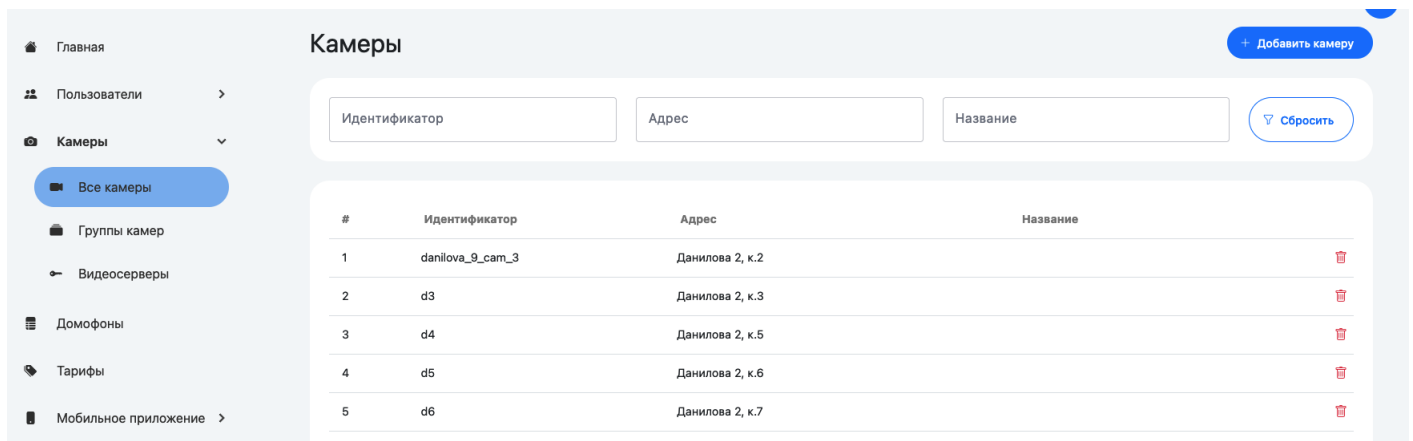 Главная
Пользователи
Камеры
Все камеры
Группы камер
Видеосерверы
Домофоны
Тарифы
Мобильное приложение
Камеры
+ Добавить камеру
Идентификатор Адрес Название Сбросить
# Идентификатор Адрес Название
1 danilova_9_cam_3 Данилова 2, к.2
2 d3 Данилова 2, к.3
3 d4 Данилова 2, к.5
4 d5 Данилова 2, к.6
5 d6 Данилова 2, к.7